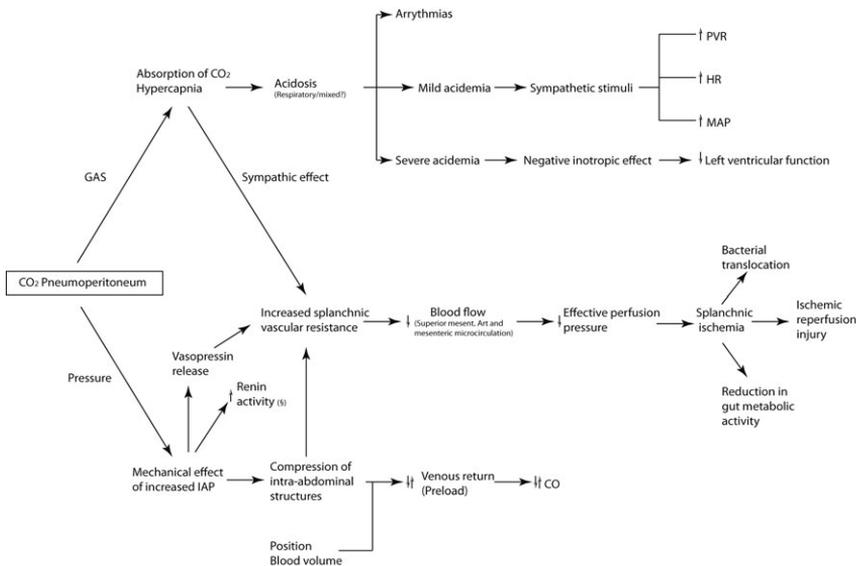 Arrythmias
↑ PVR
Absorption of CO₂
Hypercapnia
Acidosis
(Respiratory/mixed?)
Mild acidemia
Sympathetic stimuli
↑ HR
↑ MAP
Severe acidemia
Negative inotropic effect
↓ Left ventricular function
GAS
Sympathic effect
CO₂ Pneumoperitoneum
Pressure
Increased splanchnic
vascular resistance
↓ Blood flow
(Superior mesent, Art and
mesenteric microcirculation)
↓ Effective perfusion
pressure
Splanchnic
ischemia
Bacterial
translocation
Ischemic
reperfusion
injury
Reduction in
gut metabolic
activity
Vasopressin
release
↑ Renin
activity (§)
Mechanical effect
of increased IAP
Compression of
intra-abdominal
structures
↓↑ Venous return
(Preload)
↓↑ CO
Position
Blood volume